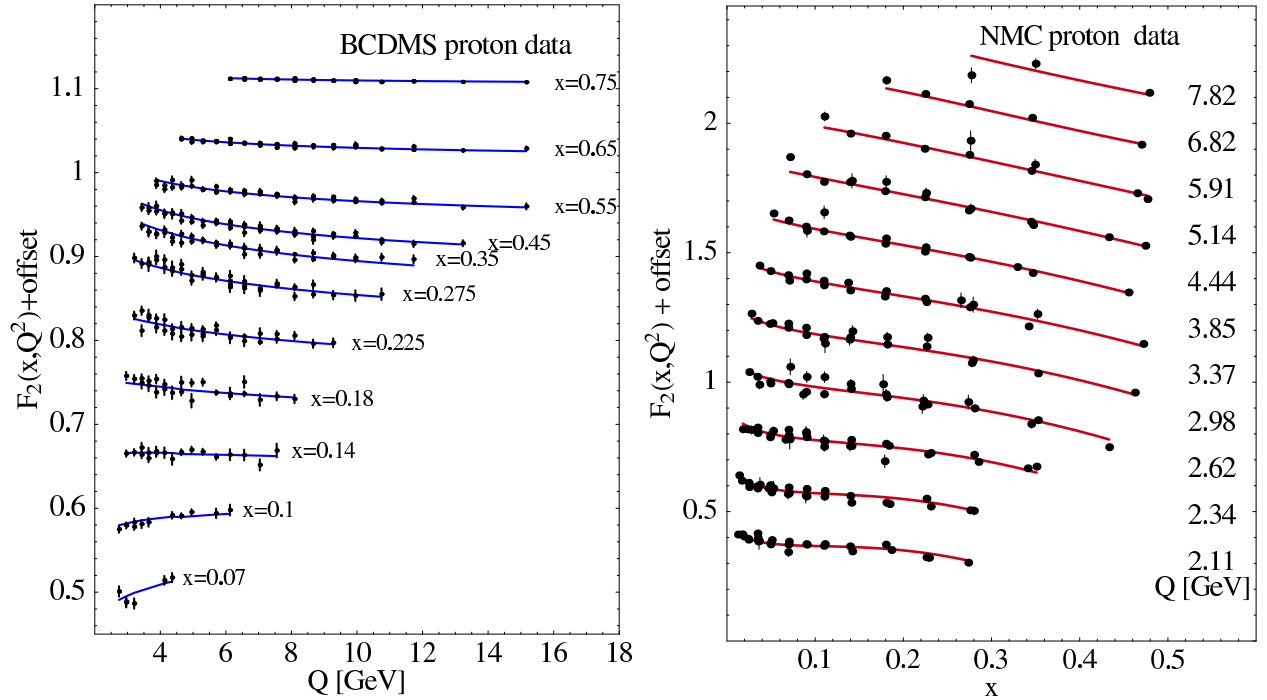 BCDMS proton data
F2(x,Q2)+offset
1.1
1
0.9
0.8
0.7
0.6
0.5
x=0.75
x=0.65
x=0.55
x=0.45
x=0.35
x=0.275
x=0.225
x=0.18
x=0.14
x=0.1
x=0.07
4 6 8 10 12 14 16 18
Q [GeV]
NMC proton data
F2(x,Q2) + offset
2
1.5
1
0.5
7.82
6.82
5.91
5.14
4.44
3.85
3.37
2.98
2.62
2.34
2.11
Q [GeV]
0.1 0.2 0.3 0.4 0.5
x